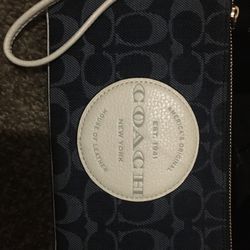 AMERICA'S ORIGINAL
EST. 1941
COACH
NEW YORK
HOUSE OF LEATHER